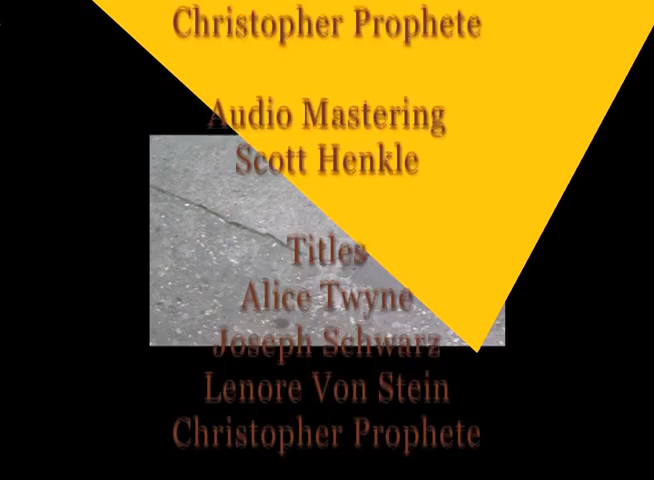 Christopher Prophete
Audio Mastering
Scott Henkle
Titles
Alice Twyne
Joseph Schwarz
Lenore Von Stein
Christopher Prophete